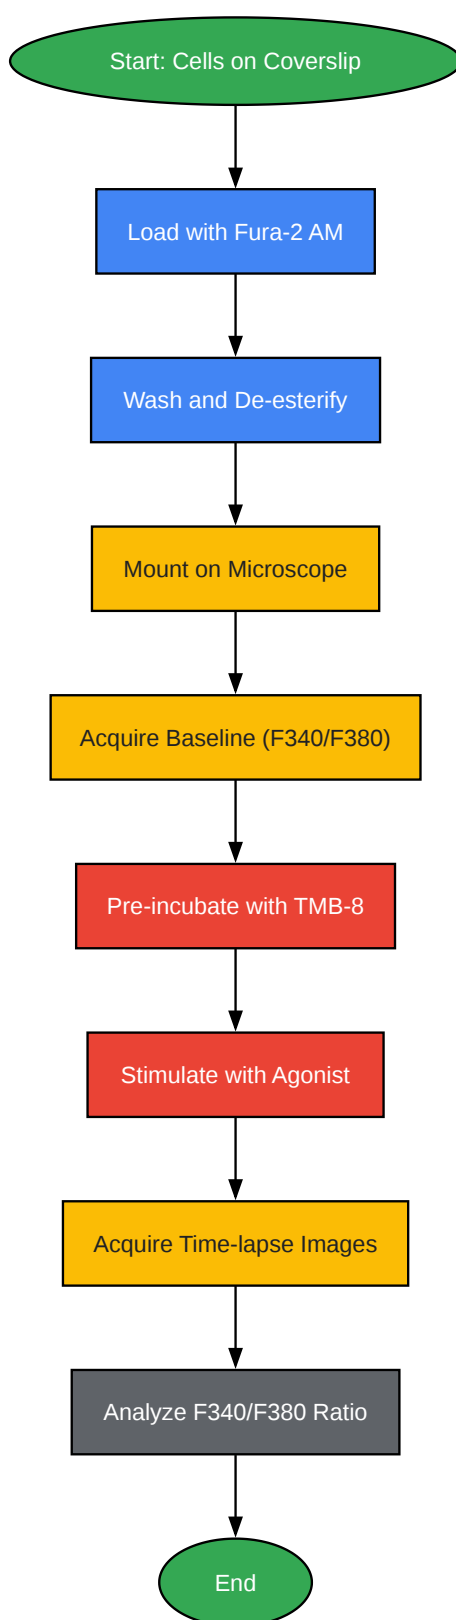 Start: Cells on Coverslip
Load with Fura-2 AM
Wash and De-esterify
Mount on Microscope
Acquire Baseline (F340/F380)
Pre-incubate with TMB-8
Stimulate with Agonist
Acquire Time-lapse Images
Analyze F340/F380 Ratio
End